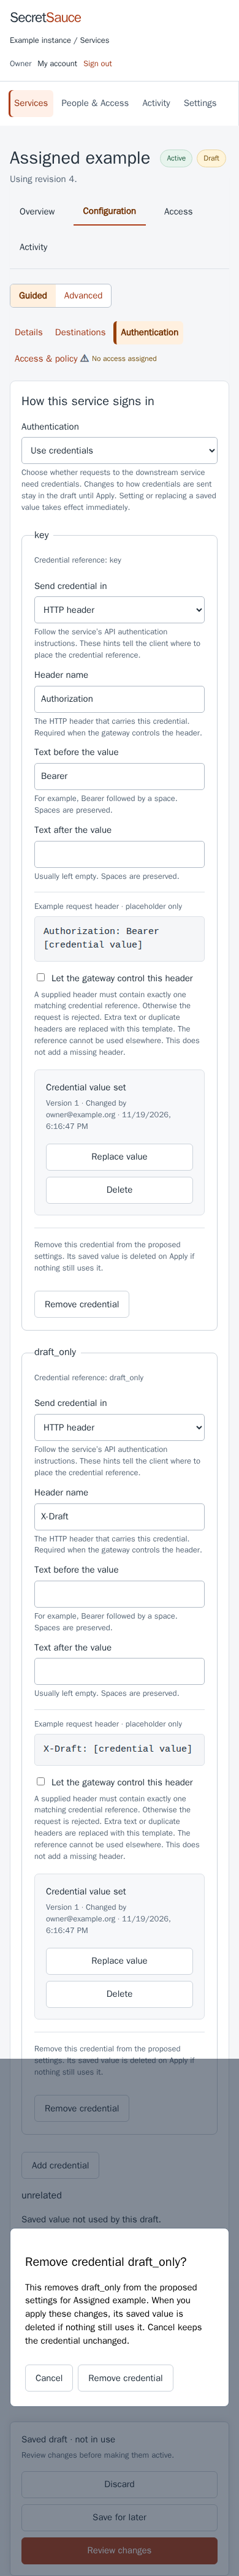 SecretSauce
Example instance / Services
Owner My account Sign out
Services People & Access Activity Settings
Assigned example Active Draft
Using revision 4.
Overview Configuration Access
Activity
Guided Advanced
Details Destinations Authentication
Access & policy ⚠ No access assigned
How this service signs in
Authentication
Use credentials
Choose whether requests to the downstream service
need credentials. Changes to how credentials are sent
stay in the draft until Apply. Setting or replacing a saved
value takes effect immediately.
key
Credential reference: key
Send credential in
HTTP header
Follow the service's API authentication
instructions. These hints tell the client where to
place the credential reference.
Header name
Authorization
The HTTP header that carries this credential.
Required when the gateway controls the header.
Text before the value
Bearer
For example, Bearer followed by a space.
Spaces are preserved.
Text after the value
Usually left empty. Spaces are preserved.
Example request header · placeholder only
Authorization: Bearer
[credential value]
Let the gateway control this header
A supplied header must contain exactly one
matching credential reference. Otherwise the
request is rejected. Extra text or duplicate
headers are replaced with this template. The
reference cannot be used elsewhere. This does
not add a missing header.
Credential value set
Version 1 · Changed by
owner@example.org · 11/19/2026,
6:16:47 PM
Replace value
Delete
Remove this credential from the proposed
settings. Its saved value is deleted on Apply if
nothing still uses it.
Remove credential
draft_only
Credential reference: draft_only
Send credential in
HTTP header
Follow the service's API authentication
instructions. These hints tell the client where to
place the credential reference.
Header name
X-Draft
The HTTP header that carries this credential.
Required when the gateway controls the header.
Text before the value
For example, Bearer followed by a space.
Spaces are preserved.
Text after the value
Usually left empty. Spaces are preserved.
Example request header · placeholder only
X-Draft: [credential value]
Let the gateway control this header
A supplied header must contain exactly one
matching credential reference. Otherwise the
request is rejected. Extra text or duplicate
headers are replaced with this template. The
reference cannot be used elsewhere. This does
not add a missing header.
Credential value set
Version 1 · Changed by
owner@example.org · 11/19/2026,
6:16:47 PM
Replace value
Delete
Remove this credential from the proposed
settings. Its saved value is deleted on Apply if
nothing still uses it.
Remove credential
Add credential
unrelated
Saved value not used by this draft.
Remove credential draft_only?
This removes draft_only from the proposed
settings for Assigned example. When you
apply these changes, its saved value is
deleted if nothing still uses it. Cancel keeps
the credential unchanged.
Cancel Remove credential
Saved draft · not in use
Review changes before making them active.
Discard
Save for later
Review changes